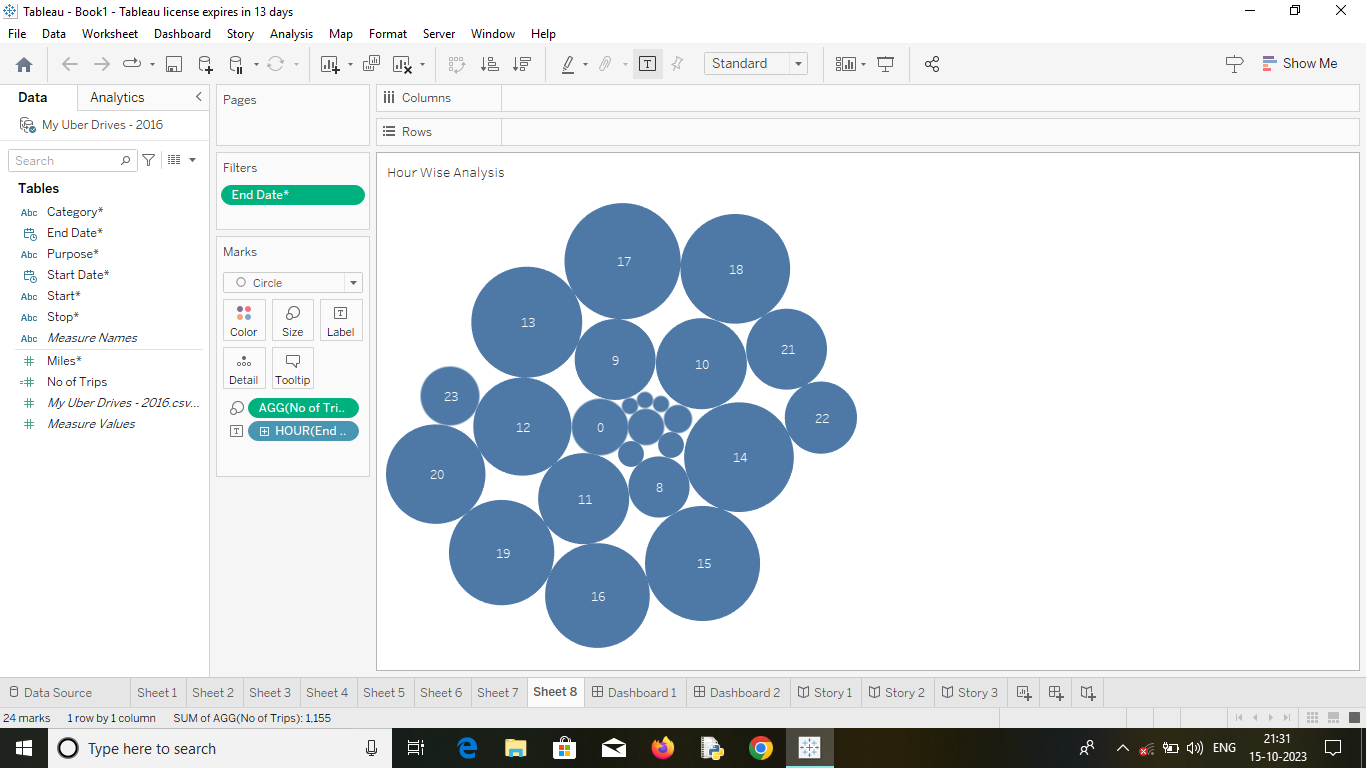 Tableau - Book1 - Tableau license expires in 13 days
File Data Worksheet Dashboard Story Analysis Map Format Server Window Help
Standard
Show Me
Data Analytics
My Uber Drives - 2016
Search
Tables
Abc Category*
End Date*
Abc Purpose*
Start Date*
Abc Start*
Abc Stop*
Abc Measure Names
Miles*
No of Trips
My Uber Drives - 2016.csv...
Measure Values
Pages
Filters
End Date*
Marks
Circle
Color Size Label
Detail Tooltip
AGG(No of Tri..
HOUR(End ..
Columns
Rows
Hour Wise Analysis
17
18
13
21
9
10
23
22
12
0
14
20
8
11
19
15
16
Data Source Sheet 1 Sheet 2 Sheet 3 Sheet 4 Sheet 5 Sheet 6 Sheet 7 Sheet 8 Dashboard 1 Dashboard 2 Story 1 Story 2 Story 3
24 marks 1 row by 1 column SUM of AGG(No of Trips): 1,155
Type here to search
ENG
21:31
15-10-2023